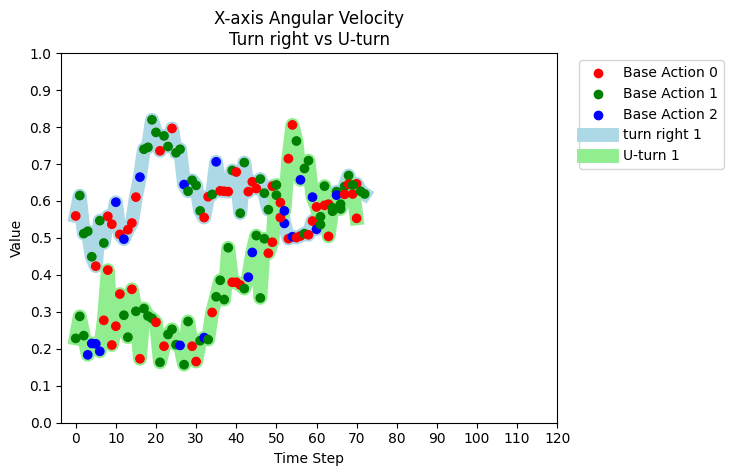 X-axis Angular Velocity
Turn right vs U-turn
Value
1.0
0.9
0.8
0.7
0.6
0.5
0.4
0.3
0.2
0.1
0.0
0 10 20 30 40 50 60 70 80 90 100 110 120
Time Step
Base Action 0
Base Action 1
Base Action 2
turn right 1
U-turn 1